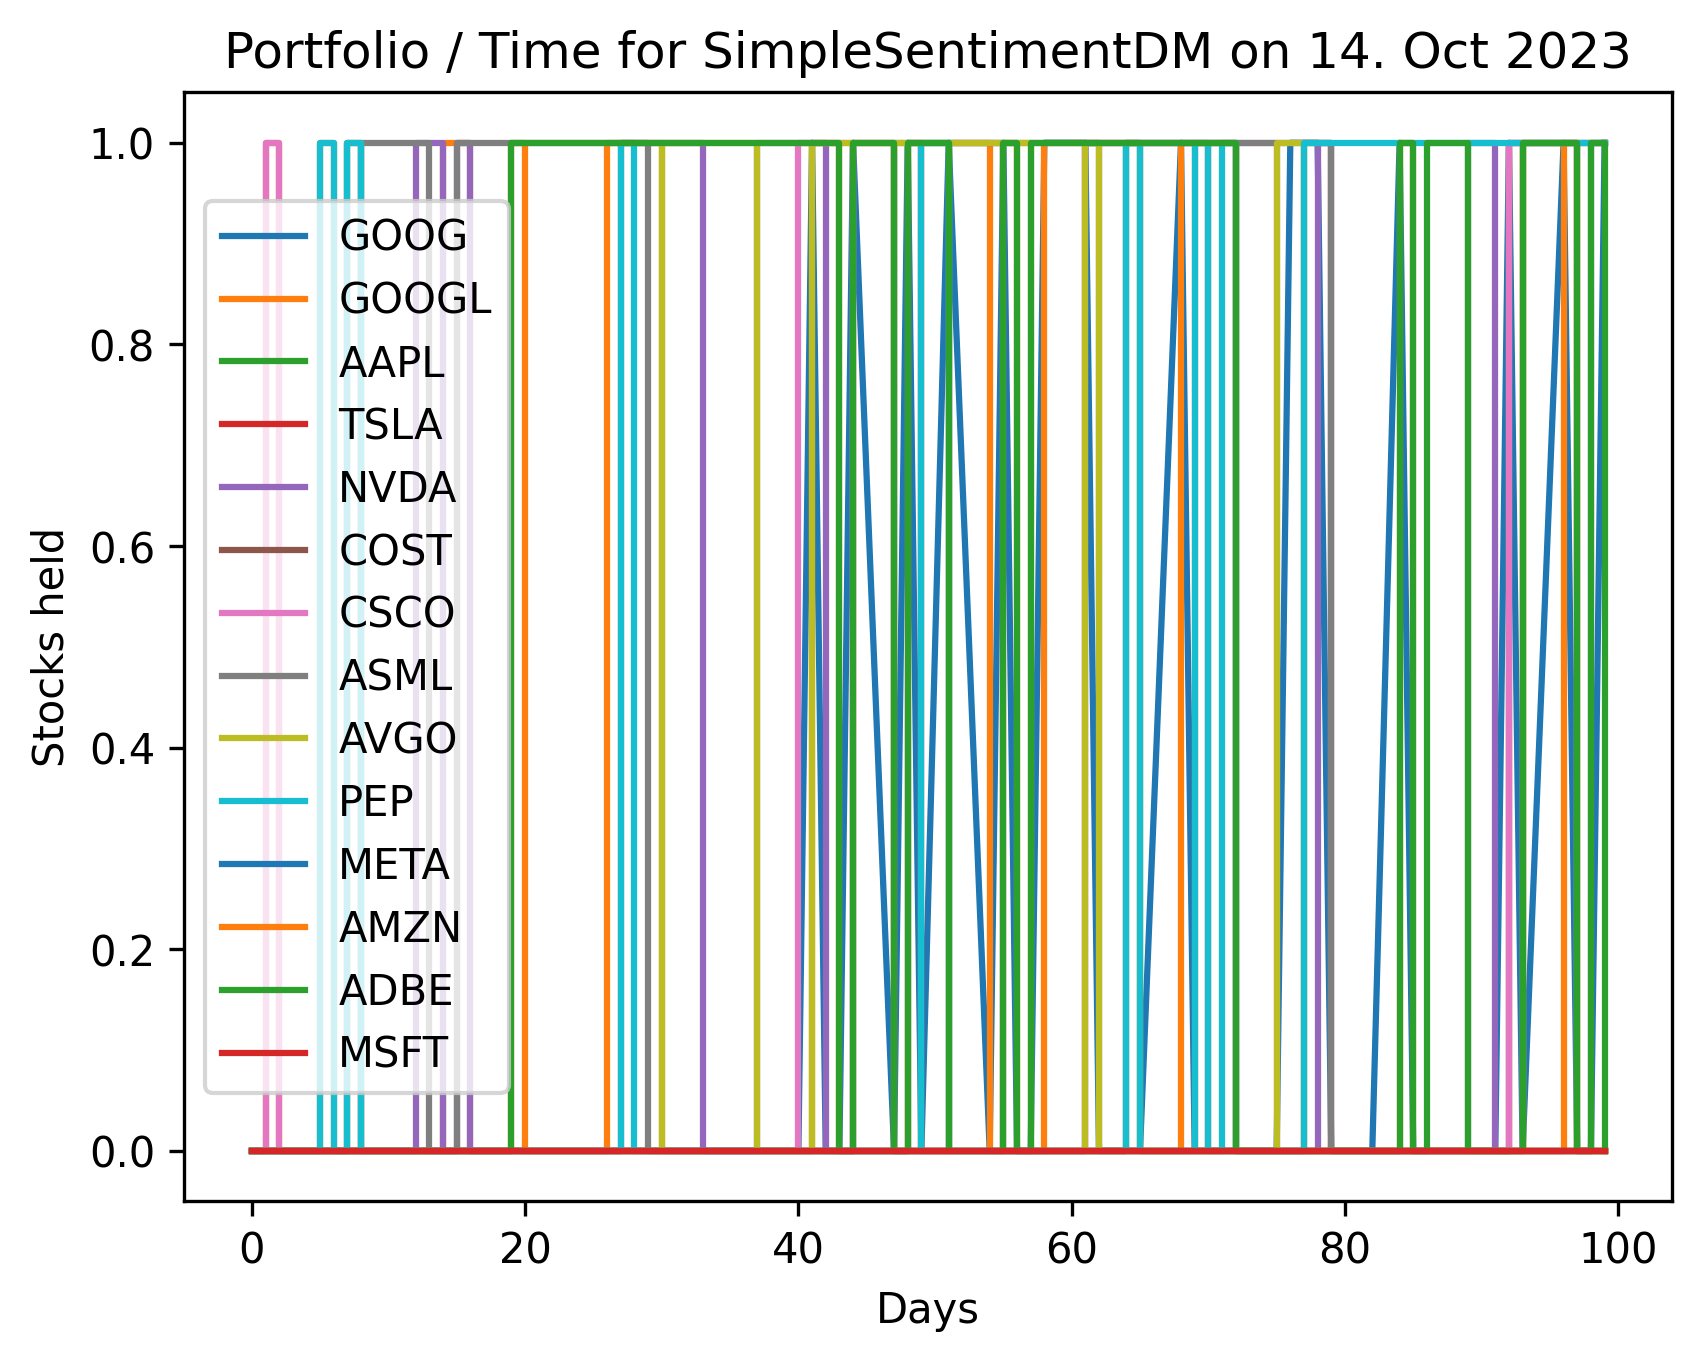 Portfolio / Time for SimpleSentimentDM on 14. Oct 2023
1.0
0.8
0.6
0.4
0.2
0.0
Stocks held
GOOG
GOOGL
AAPL
TSLA
NVDA
COST
CSCO
ASML
AVGO
PEP
META
AMZN
ADBE
MSFT
0 20 40 60 80 100
Days